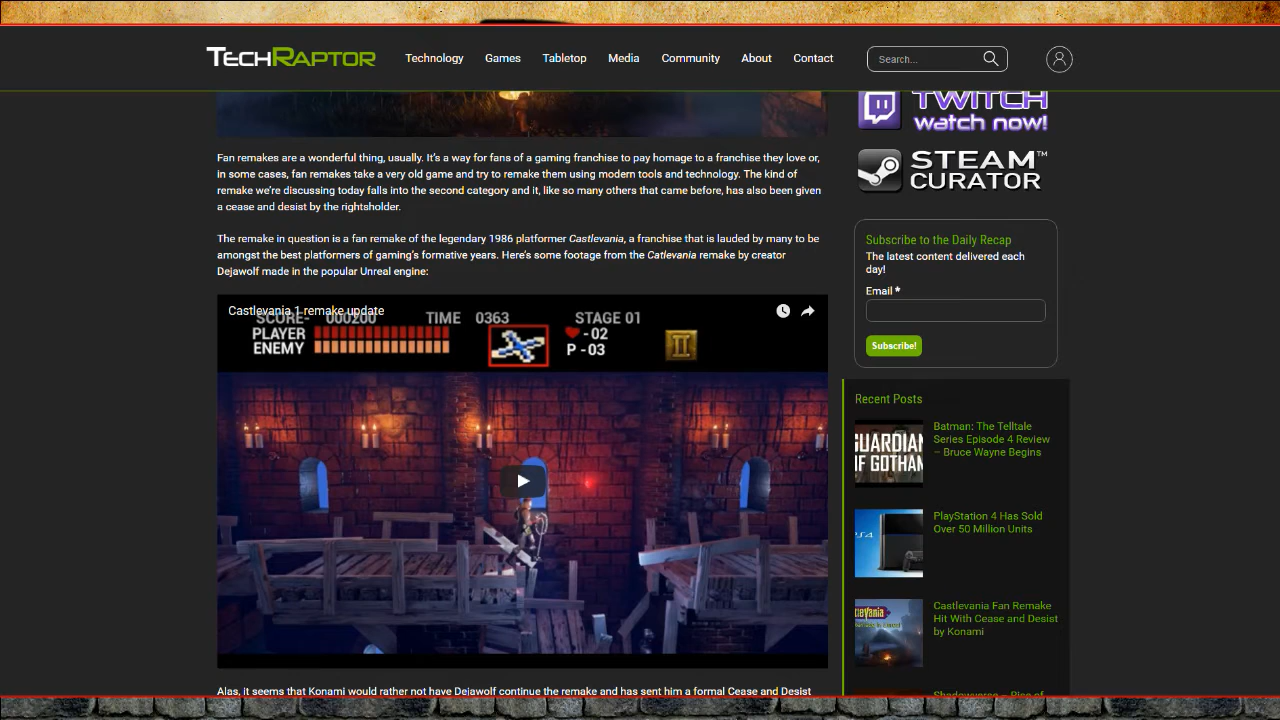 TECHRAPTOR
Technology Games Tabletop Media Community About Contact
Search...
TWITCH
watch now!
STEAM™
CURATOR
Fan remakes are a wonderful thing, usually. It's a way for fans of a gaming franchise to pay homage to a franchise they love or,
in some cases, fan remakes take a very old game and try to remake them using modern tools and technology. The kind of
remake we're discussing today falls into the second category and it, like so many others that came before, has also been given
a cease and desist by the rightsholder.
The remake in question is a fan remake of the legendary 1986 platformer Castlevania, a franchise that is lauded by many to be
amongst the best platformers of gaming's formative years. Here's some footage from the Catlevania remake by creator
Dejawolf made in the popular Unreal engine:
Castlevania 1 remake update
SCORE- 000200 TIME 0363 STAGE 01
PLAYER
ENEMY
-02
P -03
II
Alas, it seems that Konami would rather not have Dejawolf continue the remake and has sent him a formal Cease and Desist
Subscribe to the Daily Recap
The latest content delivered each
day!
Email *
Subscribe!
Recent Posts
GUARDIAN
OF GOTHAM
Batman: The Telltale
Series Episode 4 Review
– Bruce Wayne Begins
PS4
PlayStation 4 Has Sold
Over 50 Million Units
Castlevania Fan Remake
Hit With Cease and Desist
by Konami
Shadowverse – Rise of